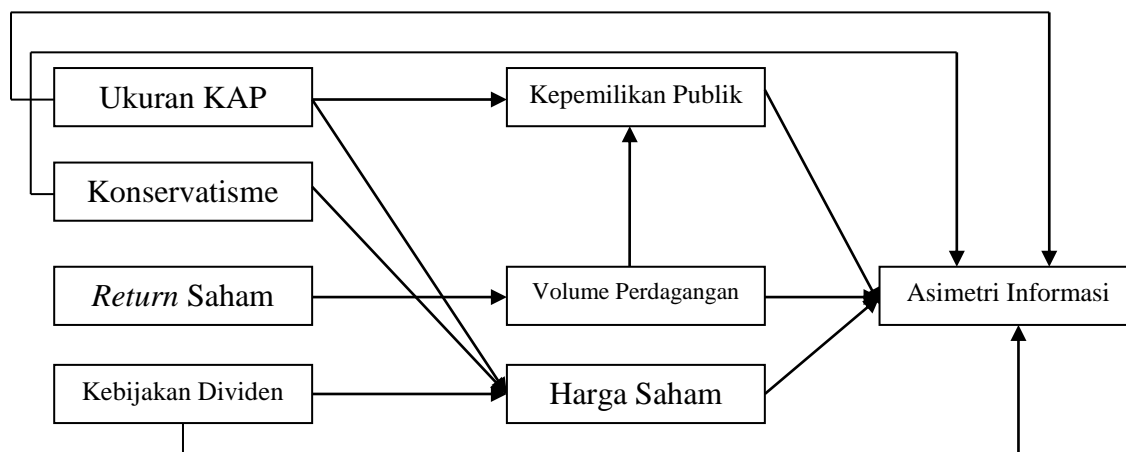 Ukuran KAP
Kepemilikan Publik
Konservatisme
Return Saham
Volume Perdagangan
Asimetri Informasi
Kebijakan Dividen
Harga Saham